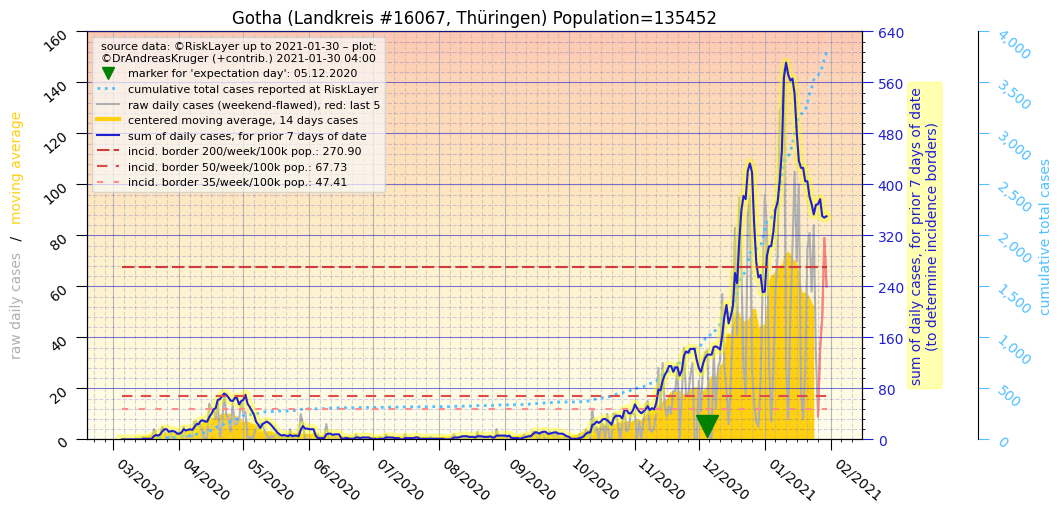 Gotha (Landkreis #16067, Thüringen) Population=135452
source data: ©RiskLayer up to 2021-01-30 – plot:
©DrAndreasKruger (+contrib.) 2021-01-30 04:00
marker for 'expectation day': 05.12.2020
cumulative total cases reported at RiskLayer
raw daily cases (weekend-flawed), red: last 5
centered moving average, 14 days cases
sum of daily cases, for prior 7 days of date
incid. border 200/week/100k pop.: 270.90
incid. border 50/week/100k pop.: 67.73
incid. border 35/week/100k pop.: 47.41
raw daily cases / moving average
160
140
120
100
80
60
40
20
0
640
560
480
400
320
240
160
80
0
sum of daily cases, for prior 7 days of date
(to determine incidence borders)
4,000
3,500
3,000
2,500
2,000
1,500
1,000
500
0
cumulative total cases
03/2020
04/2020
05/2020
06/2020
07/2020
08/2020
09/2020
10/2020
11/2020
12/2020
01/2021
02/2021